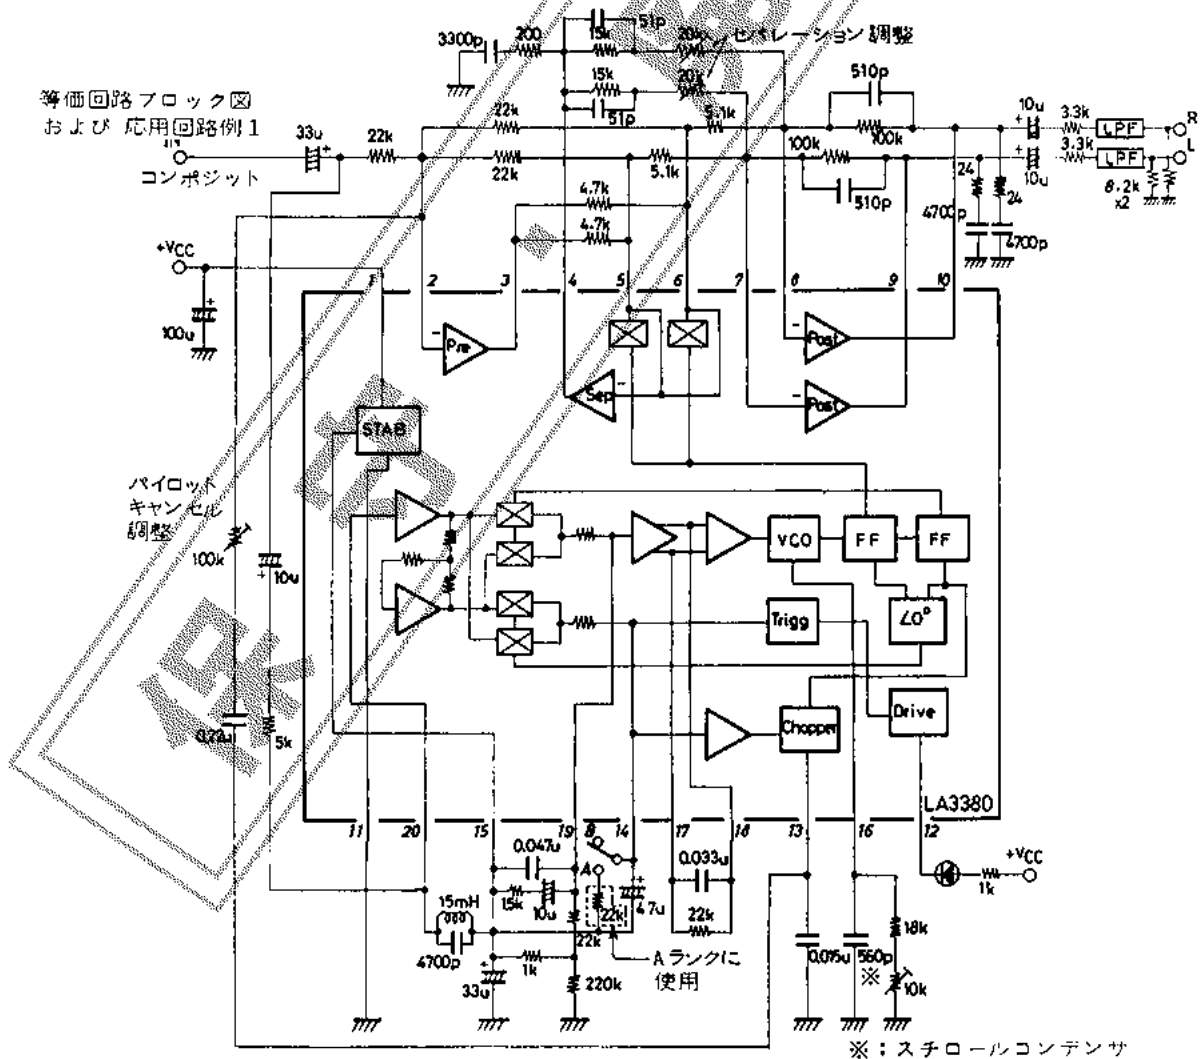 3300p
200
51p
15k
20k
セパレーション調整
15k
20k
51p
510p
等価回路ブロック図
および 応用回路例1
33u
22k
22k
5.1k
100k
10u
3.3k
LPF
R
IN
コンポジット
22k
5.1k
100k
510p
10u
3.3k
LPF
L
8.2k
x2
24
24
4700p
4700p
4.7k
4.7k
+VCC
100u
1 2 3 4 5 6 7 8 9 10
Pre
Sep
Post
Post
STAB
パイロット
キャンセル
調整
100k
10u
0.22u
5k
VCO
FF
FF
∠0°
Trigg
Chopper
Drive
LA3380
11 20 15 19 14 17 18 13 16 12
B
A
0.047u
15k
10u
22k
22k
47u
0.033u
22k
15mH
4700p
33u
1k
220k
Aランクに
使用
+VCC
1k
18k
10k
0.015u
560p
※
※:スチロールコンデンサ